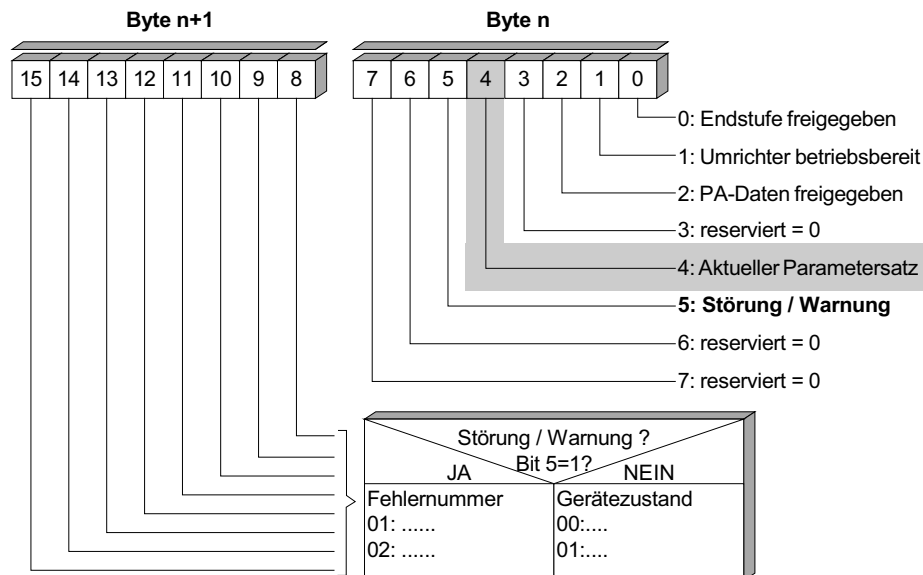 Byte n+1
Byte n
15 14 13 12 11 10 9 8
7 6 5 4 3 2 1 0
0: Endstufe freigegeben
1: Umrichter betriebsbereit
2: PA-Daten freigegeben
3: reserviert = 0
4: Aktueller Parametersatz
5: Störung / Warnung
6: reserviert = 0
7: reserviert = 0
Störung / Warnung ?
Bit 5=1?
JA
NEIN
Fehlernummer
01: ......
02: ......
Gerätezustand
00:....
01:....